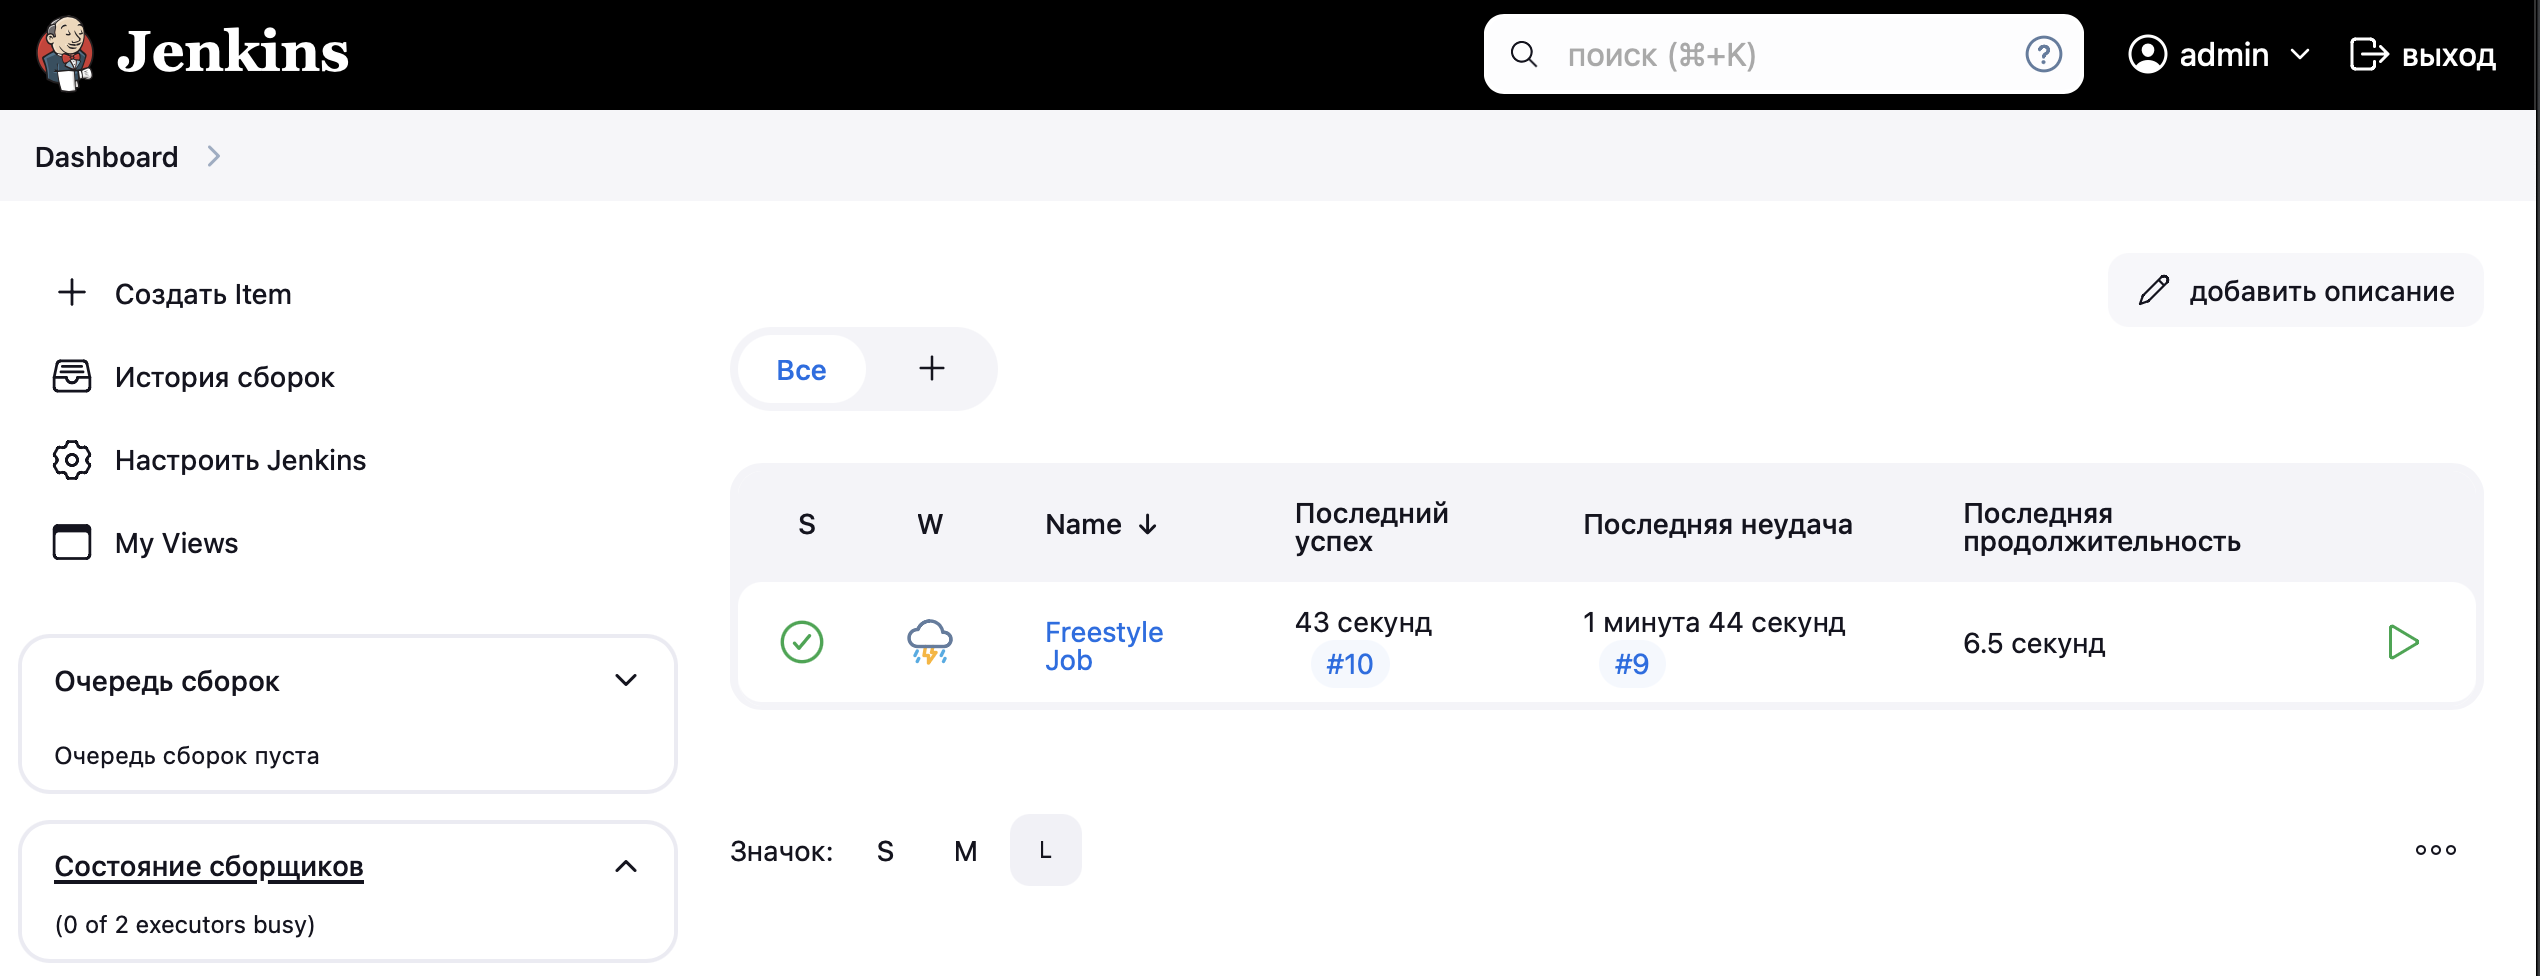 Jenkins
поиск (⌘+K)
admin
выход
Dashboard
Создать Item
История сборок
Настроить Jenkins
My Views
Очередь сборок
Очередь сборок пуста
Состояние сборщиков
(0 of 2 executors busy)
добавить описание
Все
S
W
Name ↓
Последний
успех
Последняя неудача
Последняя
продолжительность
Freestyle
Job
43 секунд
#10
1 минута 44 секунд
#9
6.5 секунд
Значок:
S
M
L